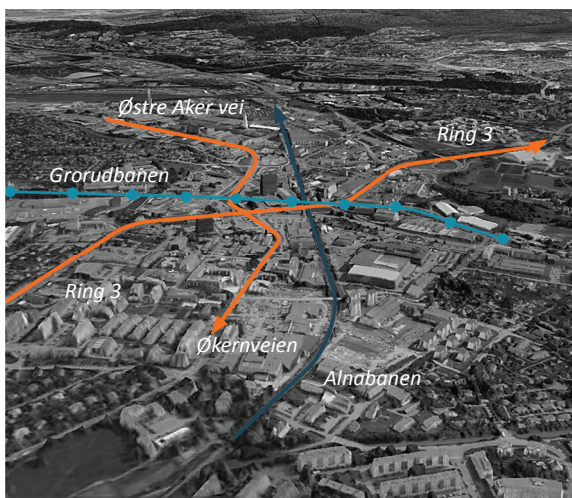 Østre Aker vei
Ring 3
Grorudbanen
Ring 3
Økernveien
Alnabanen